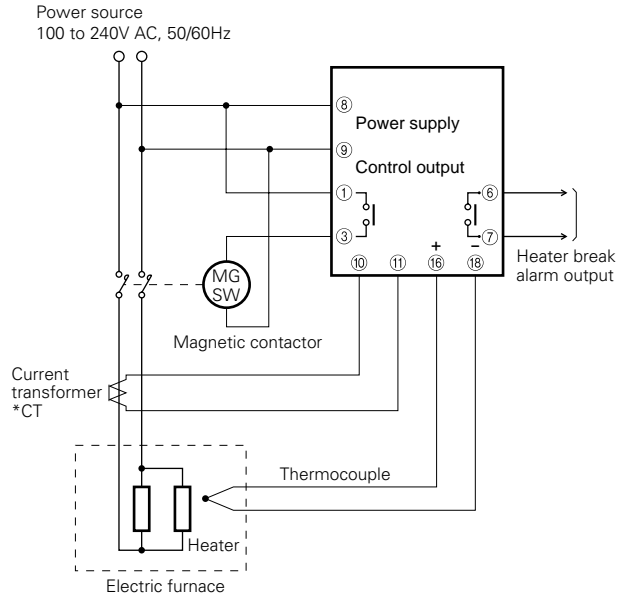 Power source
100 to 240V AC, 50/60Hz
⑧
Power supply
⑨
Control output
①
⑥
③
⑦
+
−
⑩
⑪
⑯
⑱
Heater break
alarm output
MG
SW
Magnetic contactor
Current
transformer
*CT
Thermocouple
Heater
Electric furnace